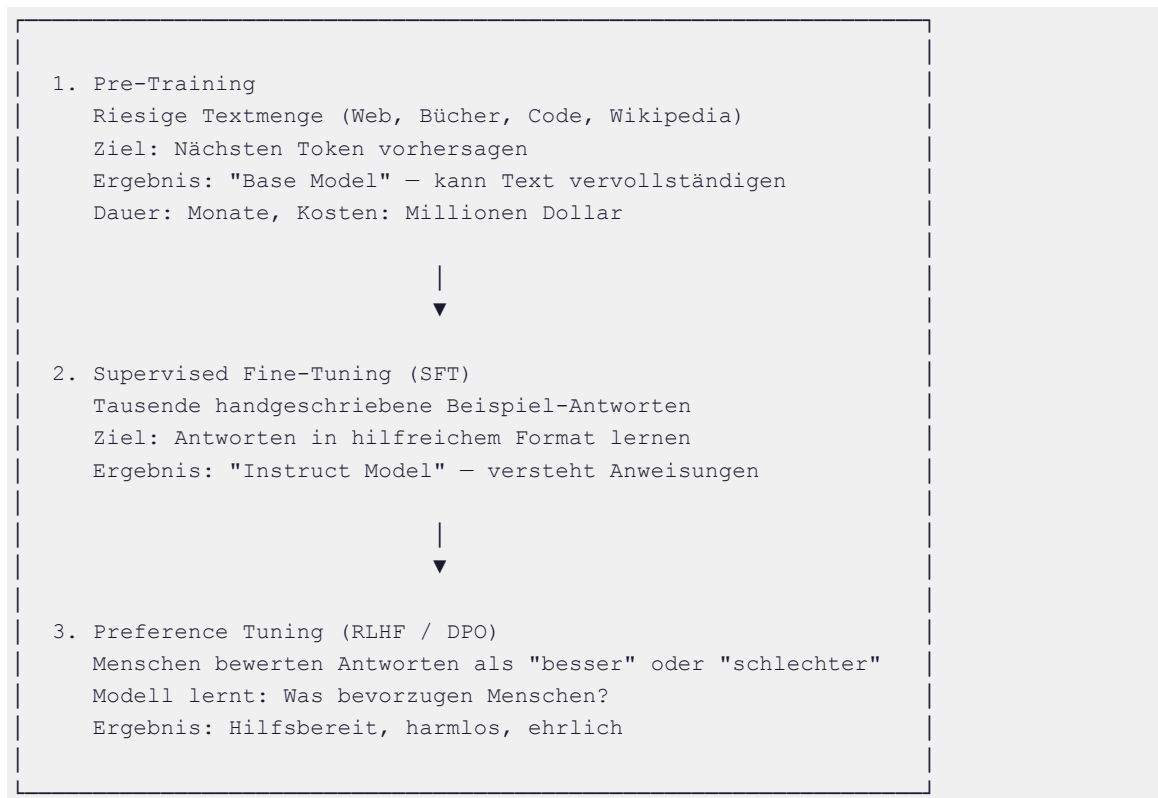 1. Pre-Training
Riesige Textmenge (Web, Bücher, Code, Wikipedia)
Ziel: Nächsten Token vorhersagen
Ergebnis: "Base Model" — kann Text vervollständigen
Dauer: Monate, Kosten: Millionen Dollar
2. Supervised Fine-Tuning (SFT)
Tausende handgeschriebene Beispiel-Antworten
Ziel: Antworten in hilfreichem Format lernen
Ergebnis: "Instruct Model" — versteht Anweisungen
3. Preference Tuning (RLHF / DPO)
Menschen bewerten Antworten als "besser" oder "schlechter"
Modell lernt: Was bevorzugen Menschen?
Ergebnis: Hilfsbereit, harmlos, ehrlich